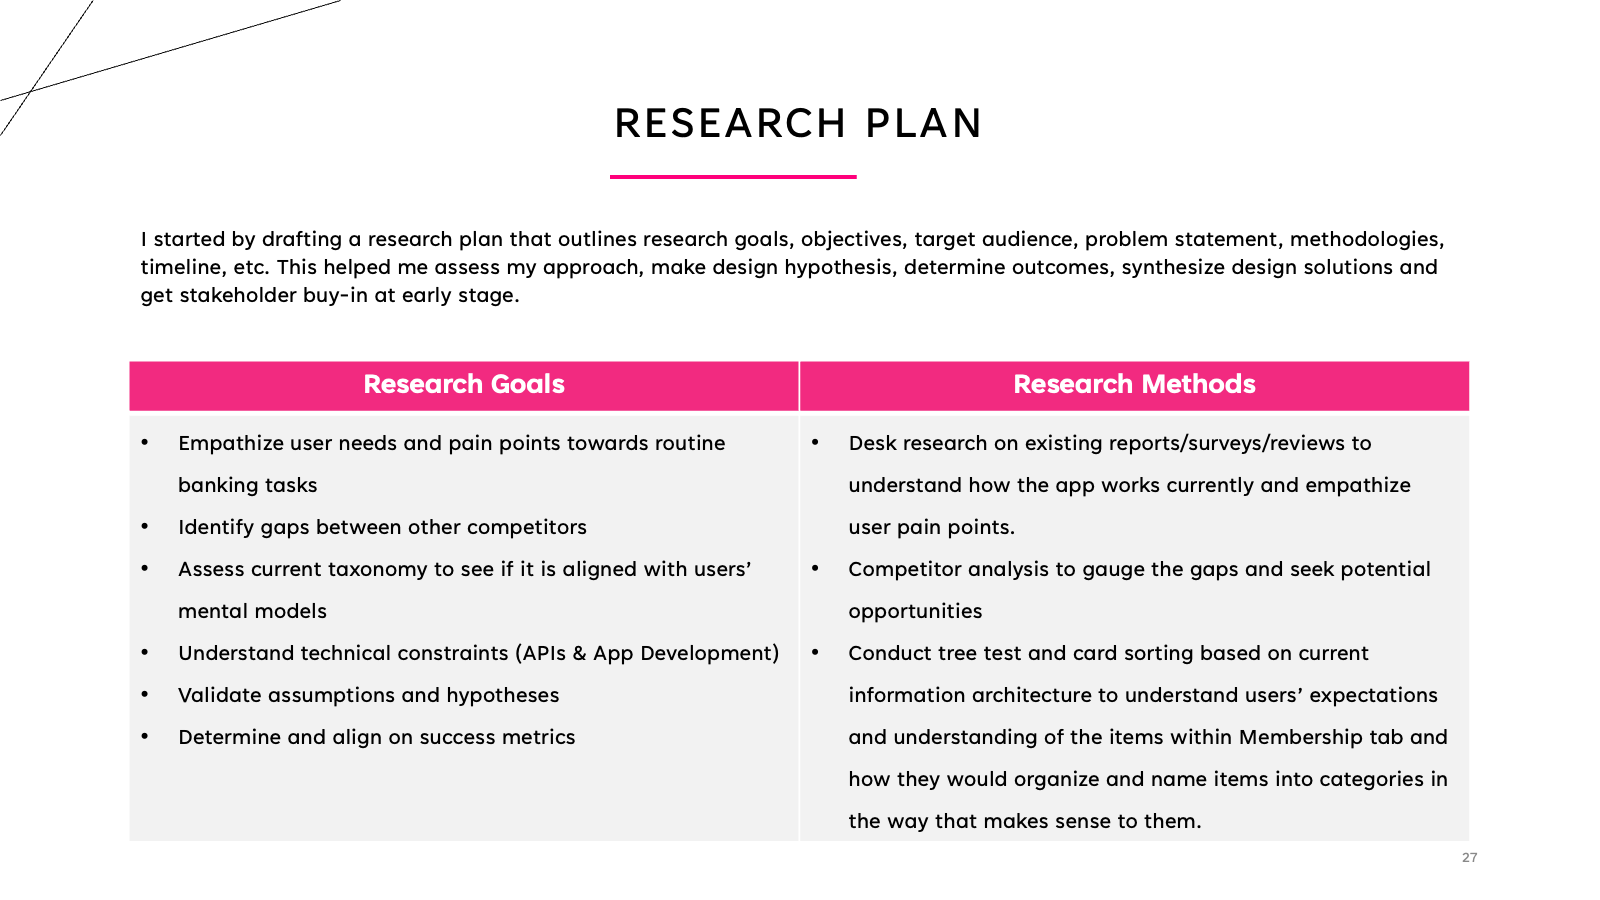 RESEARCH PLAN
I started by drafting a research plan that outlines research goals, objectives, target audience, problem statement, methodologies,
timeline, etc. This helped me assess my approach, make design hypothesis, determine outcomes, synthesize design solutions and
get stakeholder buy-in at early stage.
Research Goals
• Empathize user needs and pain points towards routine
banking tasks
• Identify gaps between other competitors
• Assess current taxonomy to see if it is aligned with users’
mental models
• Understand technical constraints (APIs & App Development)
• Validate assumptions and hypotheses
• Determine and align on success metrics
Research Methods
• Desk research on existing reports/surveys/reviews to
understand how the app works currently and empathize
user pain points.
• Competitor analysis to gauge the gaps and seek potential
opportunities
• Conduct tree test and card sorting based on current
information architecture to understand users’ expectations
and understanding of the items within Membership tab and
how they would organize and name items into categories in
the way that makes sense to them.
27